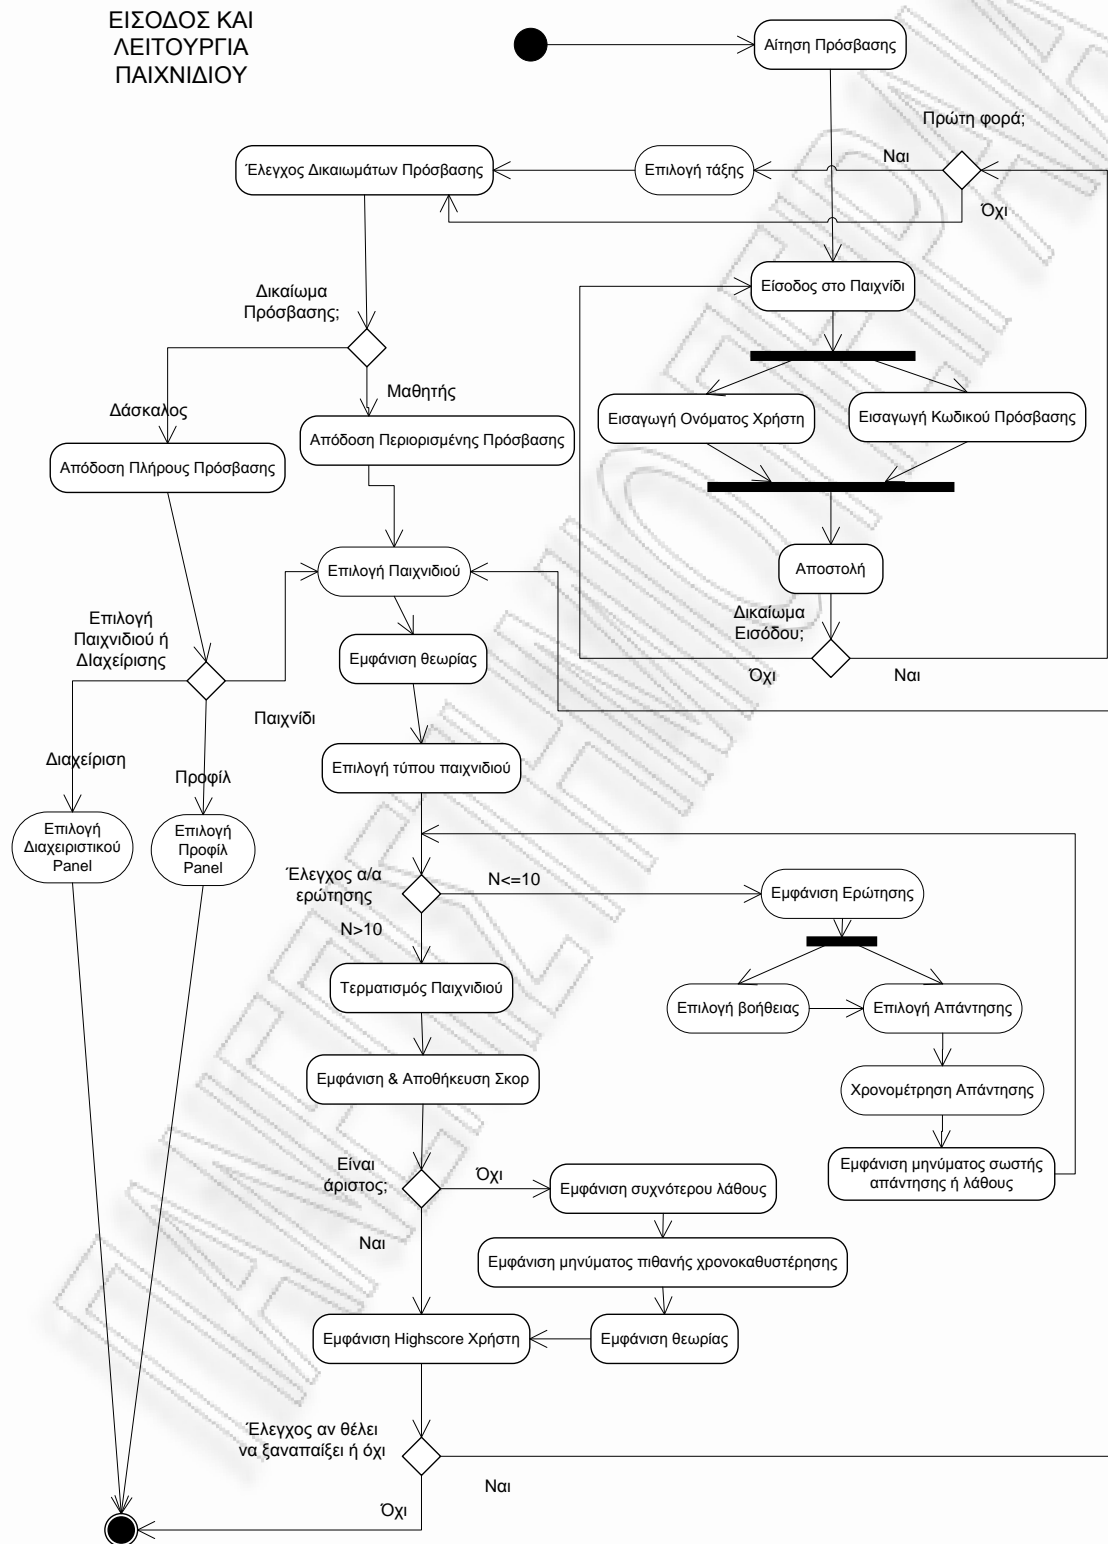 ΕΙΣΟΔΟΣ ΚΑΙ
ΛΕΙΤΟΥΡΓΙΑ
ΠΑΙΧΝΙΔΙΟΥ
Αίτηση Πρόσβασης
Πρώτη φορά;
Ναι
Έλεγχος Δικαιωμάτων Πρόσβασης
Επιλογή τάξης
Όχι
Είσοδος στο Παιχνίδι
Δικαίωμα
Πρόσβασης;
Μαθητής
Δάσκαλος
Εισαγωγή Ονόματος Χρήστη
Εισαγωγή Κωδικού Πρόσβασης
Απόδοση Περιορισμένης Πρόσβασης
Απόδοση Πλήρους Πρόσβασης
Επιλογή Παιχνιδιού
Αποστολή
Δικαίωμα
Εισόδου;
Όχι
Ναι
Επιλογή
Παιχνιδιού ή
ΔΙαχείρισης
Εμφάνιση θεωρίας
Παιχνίδι
Διαχείριση
Προφίλ
Επιλογή τύπου παιχνιδιού
Επιλογή
Διαχειριστικού
Panel
Επιλογή
Προφίλ
Panel
Έλεγχος α/α
ερώτησης
N<=10
Εμφάνιση Ερώτησης
N>10
Τερματισμός Παιχνιδιού
Επιλογή βοήθειας
Επιλογή Απάντησης
Εμφάνιση & Αποθήκευση Σκορ
Χρονομέτρηση Απάντησης
Είναι
άριστος;
Όχι
Εμφάνιση συχνότερου λάθους
Εμφάνιση μηνύματος σωστής
απάντησης ή λάθους
Ναι
Εμφάνιση μηνύματος πιθανής χρονοκαθυστέρησης
Εμφάνιση Highscore Χρήστη
Εμφάνιση θεωρίας
Έλεγχος αν θέλει
να ξαναπαίξει ή όχι
Ναι
Όχι